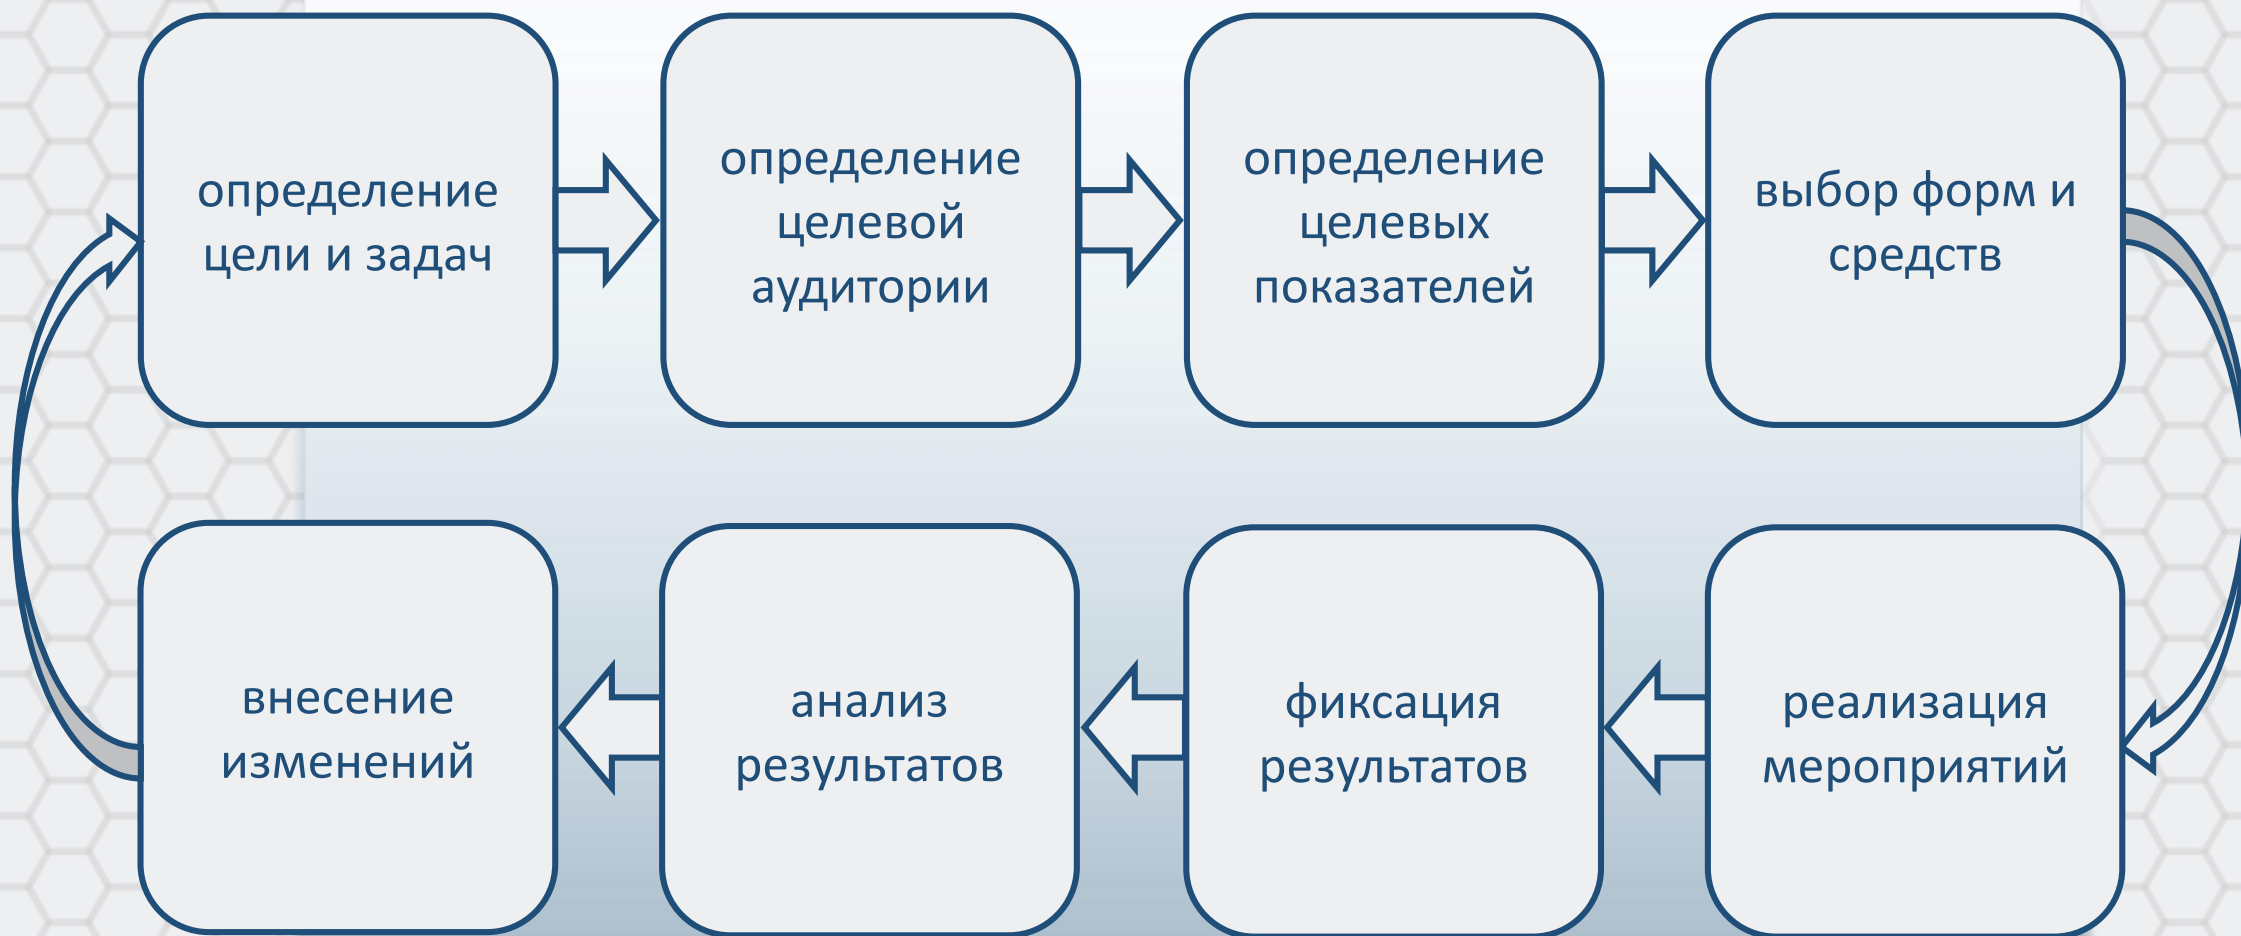 определение
цели и задач
определение
целевой
аудитории
определение
целевых
показателей
выбор форм и
средств
внесение
изменений
анализ
результатов
фиксация
результатов
реализация
мероприятий